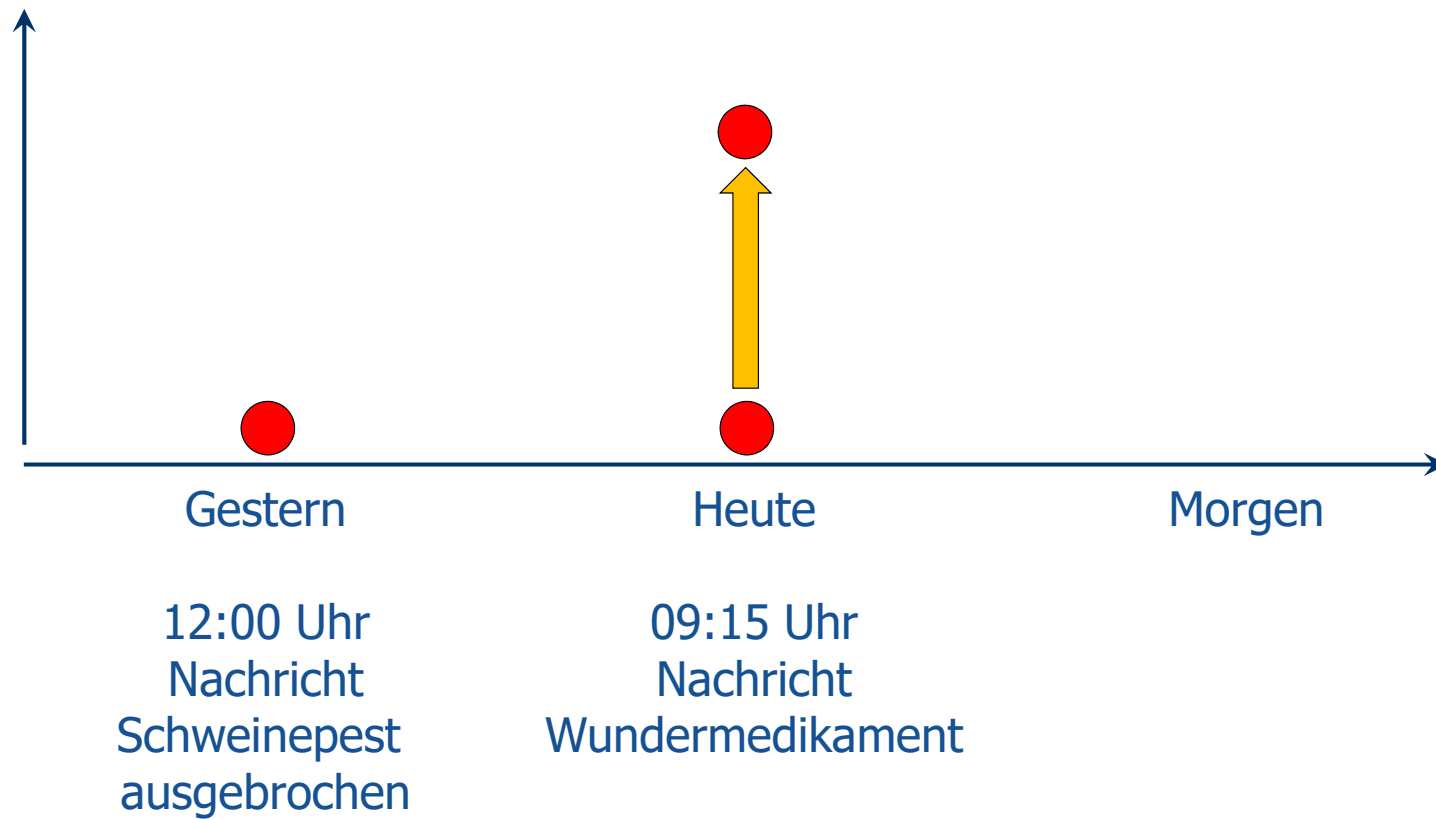 Gestern
Heute
Morgen
12:00 Uhr
Nachricht
Schweinepest
ausgebrochen
09:15 Uhr
Nachricht
Wundermedikament